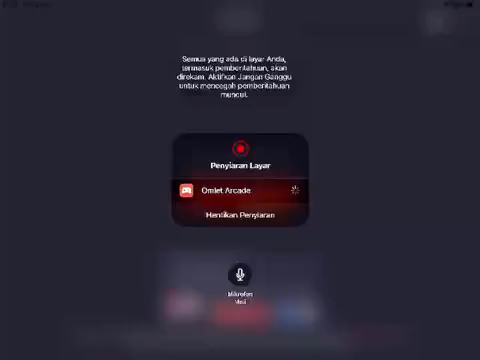 Semua yang ada di layar Anda,
termasuk pemberitahuan, akan
direkam. Aktifkan Jangan Ganggu
untuk mencegah pemberitahuan
muncul.
Penyiaran Layar
Omlet Arcade
Hentikan Penyiaran
Mikrofon